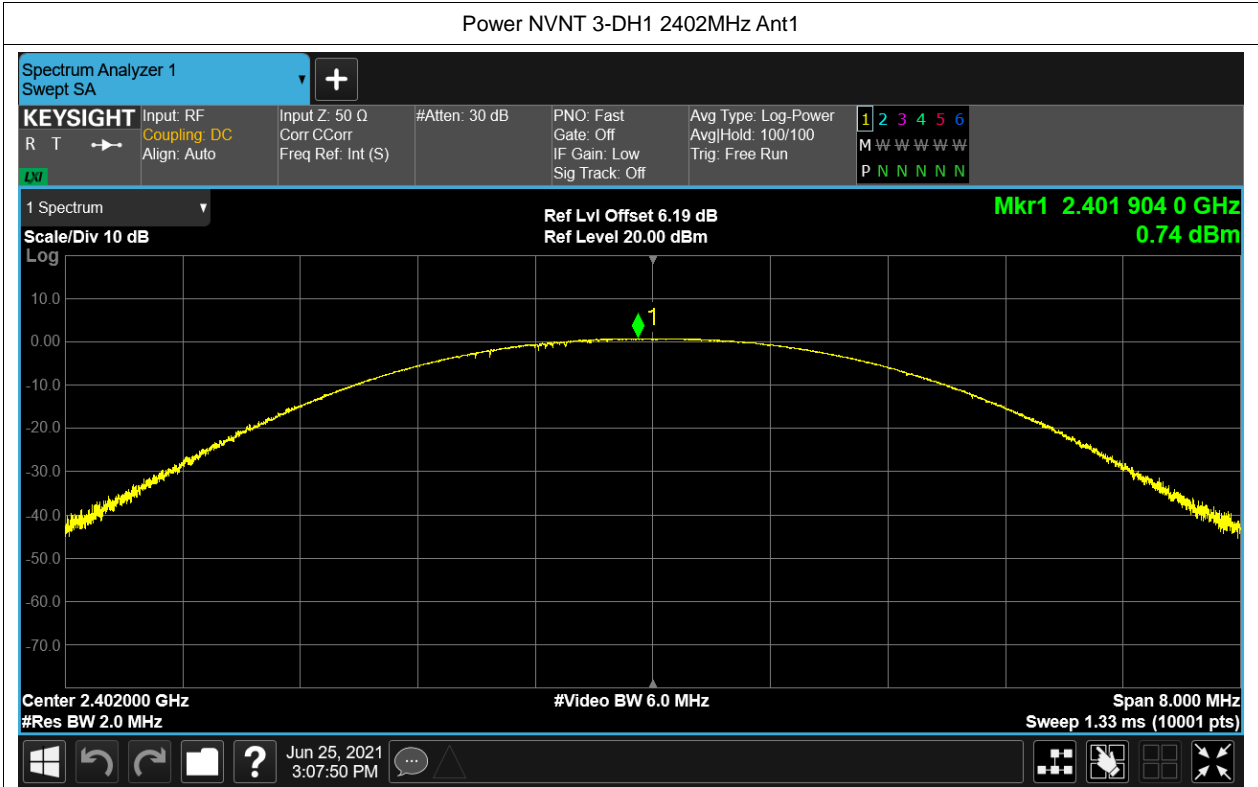 Power NVNT 3-DH1 2402MHz Ant1
Spectrum Analyzer 1
Swept SA
KEYSIGHT
R T
LXI
Input: RF
Coupling: DC
Align: Auto
Input Z: 50 Ω
Corr CCorr
Freq Ref: Int (S)
#Atten: 30 dB
PNO: Fast
Gate: Off
IF Gain: Low
Sig Track: Off
Avg Type: Log-Power
Avg|Hold: 100/100
Trig: Free Run
1 2 3 4 5 6
M W W W W W
P N N N N N
1 Spectrum
Scale/Div 10 dB
Log
Ref Lvl Offset 6.19 dB
Ref Level 20.00 dBm
Mkr1 2.401 904 0 GHz
0.74 dBm
10.0
0.00
-10.0
-20.0
-30.0
-40.0
-50.0
-60.0
-70.0
1
Center 2.402000 GHz
#Res BW 2.0 MHz
#Video BW 6.0 MHz
Span 8.000 MHz
Sweep 1.33 ms (10001 pts)
?
Jun 25, 2021
3:07:50 PM